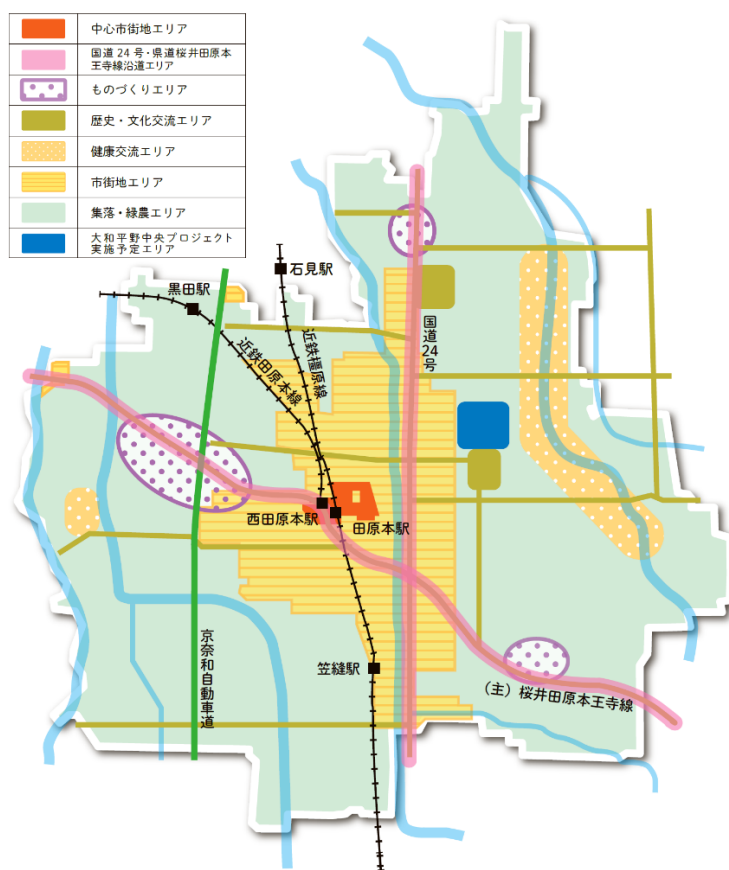 中心市街地エリア
国道24号・県道桜井田原本
王寺線沿道エリア
ものづくりエリア
歴史・文化交流エリア
健康交流エリア
市街地エリア
集落・緑農エリア
大和平野中央プロジェクト
実施予定エリア
石見駅
黒田駅
近鉄橿原線
近鉄田原本線
国道24号
西田原本駅
田原本駅
京奈和自動車道
笠縫駅
（主）桜井田原本王寺線